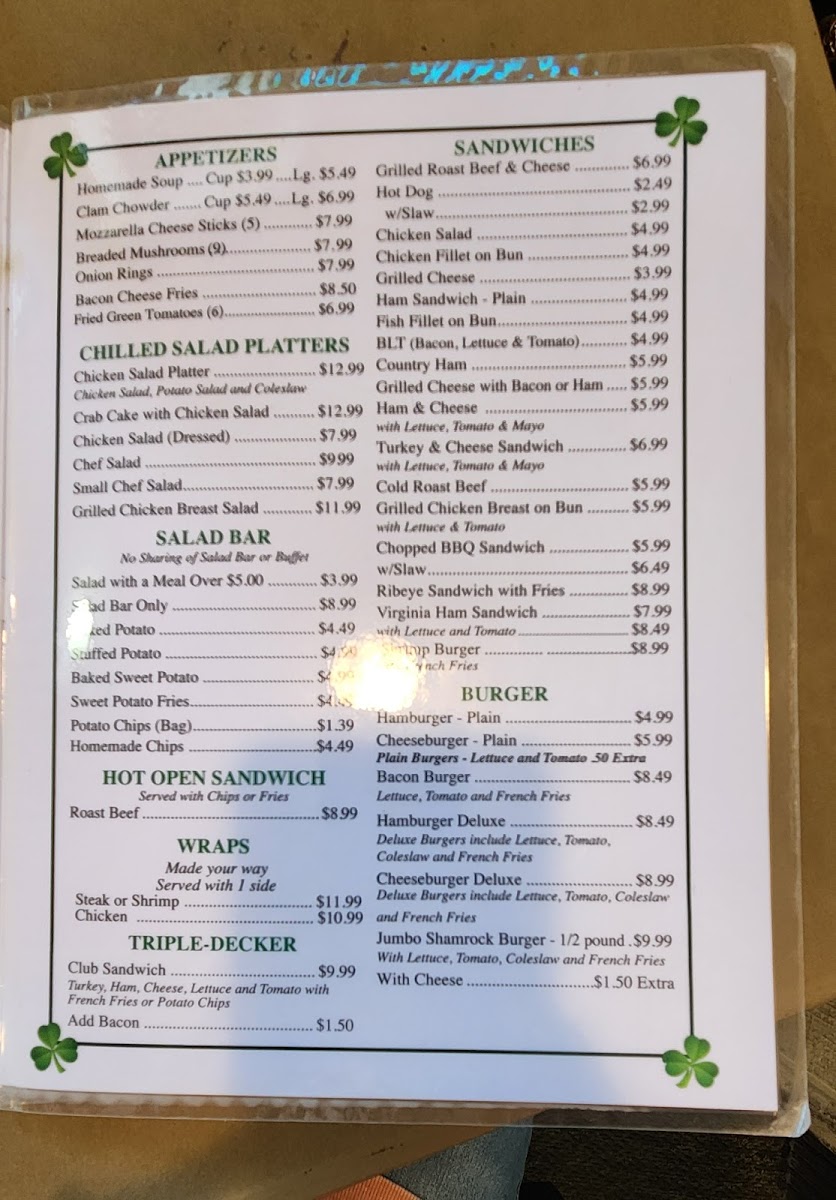 APPETIZERS
Homemade Soup .... Cup $3.99 ....Lg. $5.49
Clam Chowder ....... Cup $5.49 ....Lg. $6.99
Mozzarella Cheese Sticks (5) ............ $7.99
Breaded Mushrooms (9)..................... $7.99
Onion Rings ....................................... $7.99
Bacon Cheese Fries ........................... $8.50
Fried Green Tomatoes (6)....................... $6.99
CHILLED SALAD PLATTERS
Chicken Salad Platter ......................... $12.99
Chicken Salad, Potato Salad and Coleslaw
Crab Cake with Chicken Salad .......... $12.99
Chicken Salad (Dressed) .................... $7.99
Chef Salad ......................................... $9.99
Small Chef Salad................................ $7.99
Grilled Chicken Breast Salad ............ $11.99
SALAD BAR
No Sharing of Salad Bar or Buffet
Salad with a Meal Over $5.00 ............ $3.99
Bar Only ................................... $8.99
Potato ...................................... $4.49
Stuffed Potato ......................................
Baked Sweet Potato ...........................
Sweet Potato Fries...............................
Potato Chips (Bag)..............................$1.39
Homemade Chips ...............................$4.49
HOT OPEN SANDWICH
Served with Chips or Fries
Roast Beef.......................................... $8.99
WRAPS
Made your way
Served with 1 side
Steak or Shrimp ................................ $11.99
Chicken ........................................... $10.99
TRIPLE-DECKER
Club Sandwich ................................... $9.99
Turkey, Ham, Cheese, Lettuce and Tomato with
French Fries or Potato Chips
Add Bacon ......................................... $1.50
SANDWICHES
Grilled Roast Beef & Cheese ............. $6.99
Hot Dog .............................................. $2.49
w/Slaw.............................................. $2.99
Chicken Salad .................................... $4.99
Chicken Fillet on Bun ........................ $4.99
Grilled Cheese ................................... $3.99
Ham Sandwich - Plain ....................... $4.99
Fish Fillet on Bun............................... $4.99
BLT (Bacon, Lettuce & Tomato)........... $4.99
Country Ham ..................................... $5.99
Grilled Cheese with Bacon or Ham ..... $5.99
Ham & Cheese .................................. $5.99
with Lettuce, Tomato & Mayo
Turkey & Cheese Sandwich .............. $6.99
with Lettuce, Tomato & Mayo
Cold Roast Beef ................................ $5.99
Grilled Chicken Breast on Bun .......... $5.99
with Lettuce & Tomato
Chopped BBQ Sandwich ................... $5.99
w/Slaw............................................... $6.49
Ribeye Sandwich with Fries .............. $8.99
Virginia Ham Sandwich .................... $7.99
with Lettuce and Tomato........................... $8.49
Burger ............. ..................$8.99
French Fries
BURGER
Hamburger - Plain ............................. $4.99
Cheeseburger - Plain .......................... $5.99
Plain Burgers - Lettuce and Tomato .50 Extra
Bacon Burger .................................... $8.49
Lettuce, Tomato and French Fries
Hamburger Deluxe ............................ $8.49
Deluxe Burgers include Lettuce, Tomato,
Coleslaw and French Fries
Cheeseburger Deluxe ......................... $8.99
Deluxe Burgers include Lettuce, Tomato, Coleslaw
and French Fries
Jumbo Shamrock Burger - 1/2 pound .$9.99
With Lettuce, Tomato, Coleslaw and French Fries
With Cheese ..............................$1.50 Extra